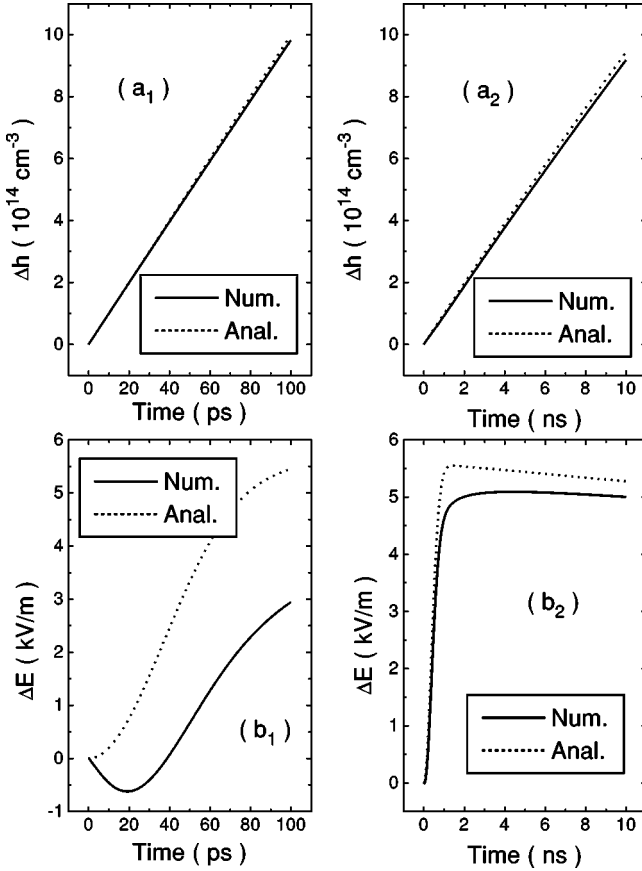 ( a1 )
Δh ( 10^14 cm^-3 )
10
8
6
4
2
0
Num.
Anal.
0 20 40 60 80 100
Time ( ps )
( a2 )
Δh ( 10^14 cm^-3 )
10
8
6
4
2
0
Num.
Anal.
0 2 4 6 8 10
Time ( ns )
( b1 )
ΔE ( kV/m )
6
5
4
3
2
1
0
-1
Num.
Anal.
0 20 40 60 80 100
Time ( ps )
( b2 )
ΔE ( kV/m )
6
5
4
3
2
1
0
Num.
Anal.
0 2 4 6 8 10
Time ( ns )